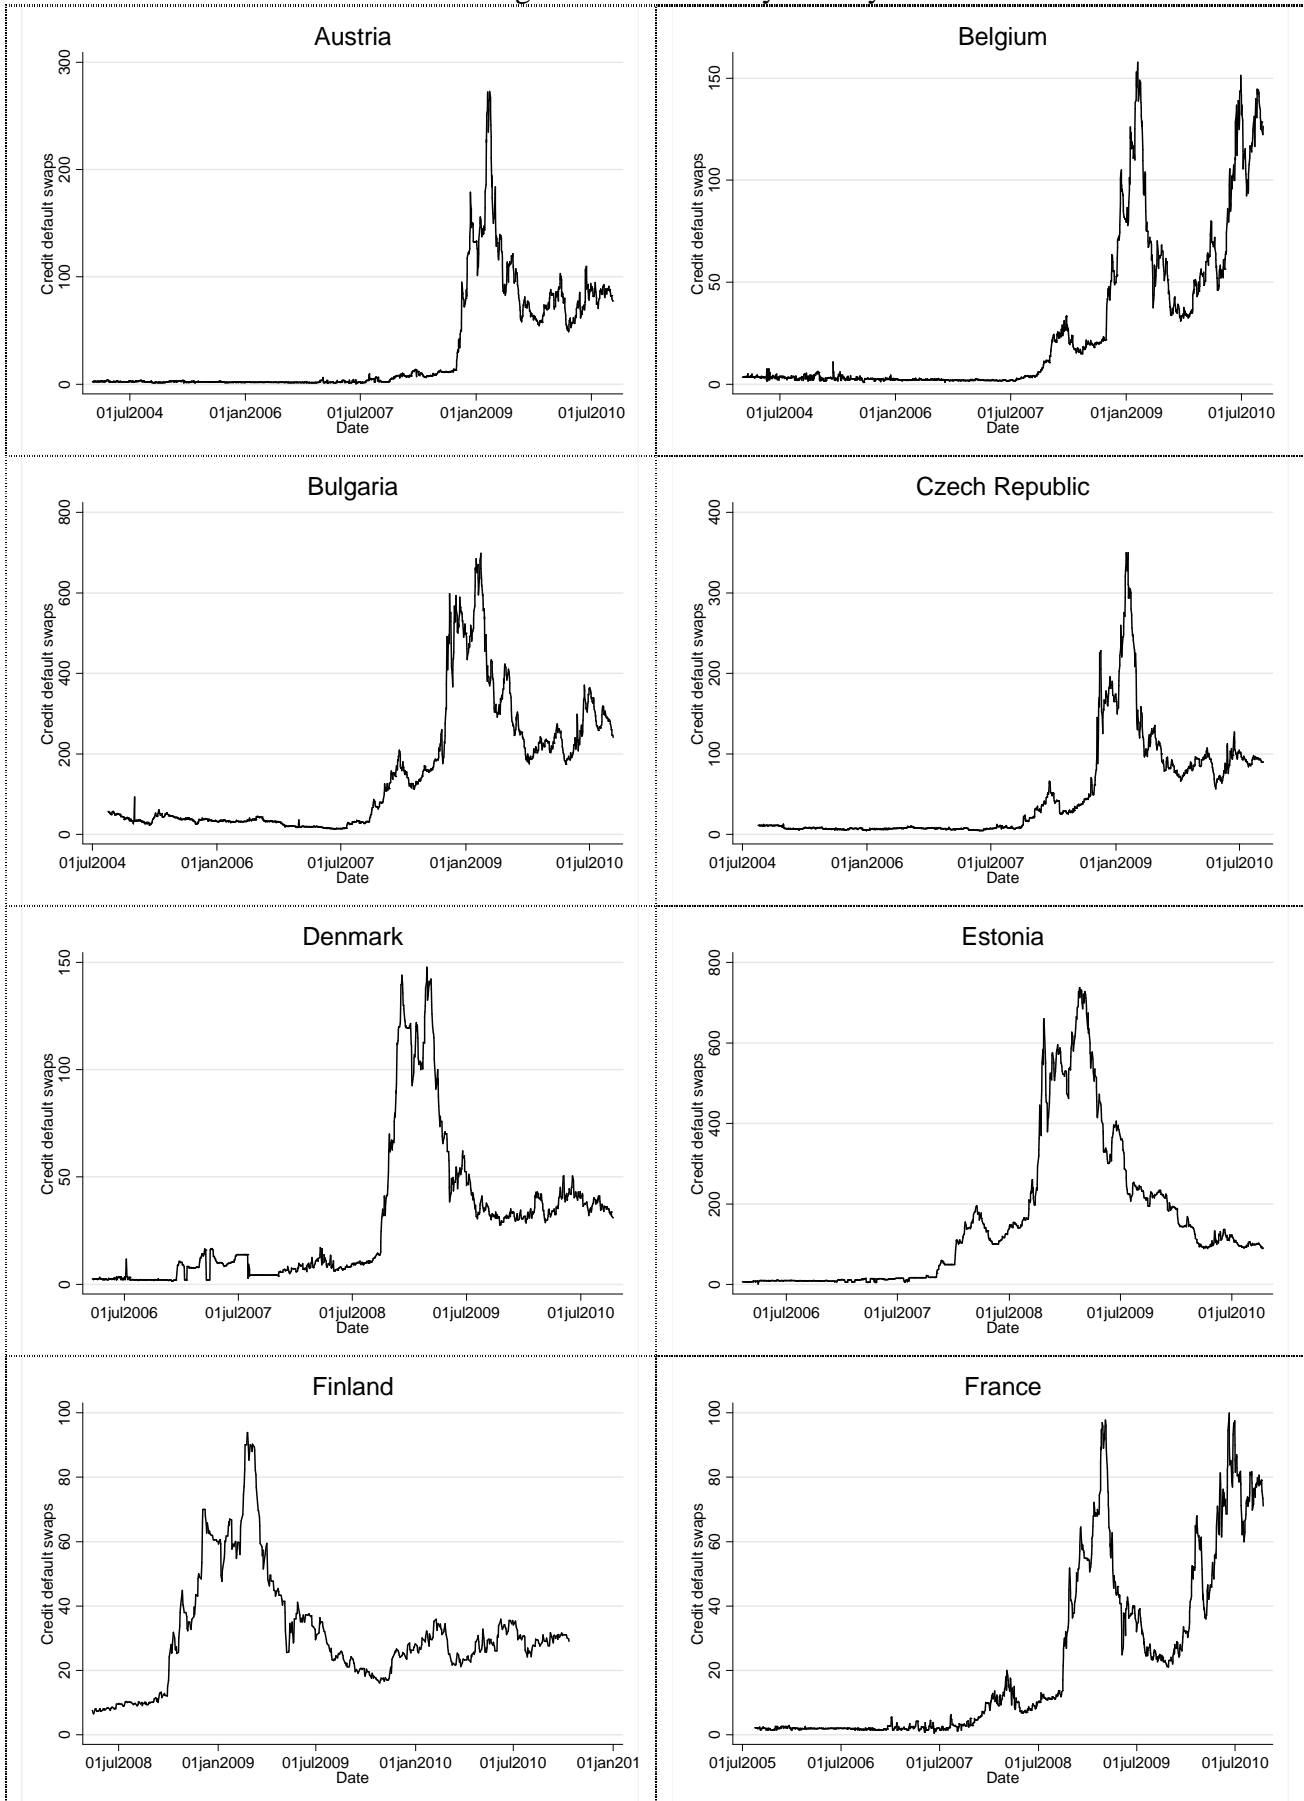 Austria
Credit default swaps
300
200
100
0
01jul2004 01jan2006 01jul2007 01jan2009 01jul2010
Date
Belgium
Credit default swaps
150
100
50
0
01jul2004 01jan2006 01jul2007 01jan2009 01jul2010
Date
Bulgaria
Credit default swaps
800
600
400
200
0
01jul2004 01jan2006 01jul2007 01jan2009 01jul2010
Date
Czech Republic
Credit default swaps
400
300
200
100
0
01jul2004 01jan2006 01jul2007 01jan2009 01jul2010
Date
Denmark
Credit default swaps
150
100
50
0
01jul2006 01jul2007 01jul2008 01jul2009 01jul2010
Date
Estonia
Credit default swaps
800
600
400
200
0
01jul2006 01jul2007 01jul2008 01jul2009 01jul2010
Date
Finland
Credit default swaps
100
80
60
40
20
0
01jul2008 01jan2009 01jul2009 01jan2010 01jul2010 01jan201
Date
France
Credit default swaps
100
80
60
40
20
0
01jul2005 01jul2006 01jul2007 01jul2008 01jul2009 01jul2010
Date